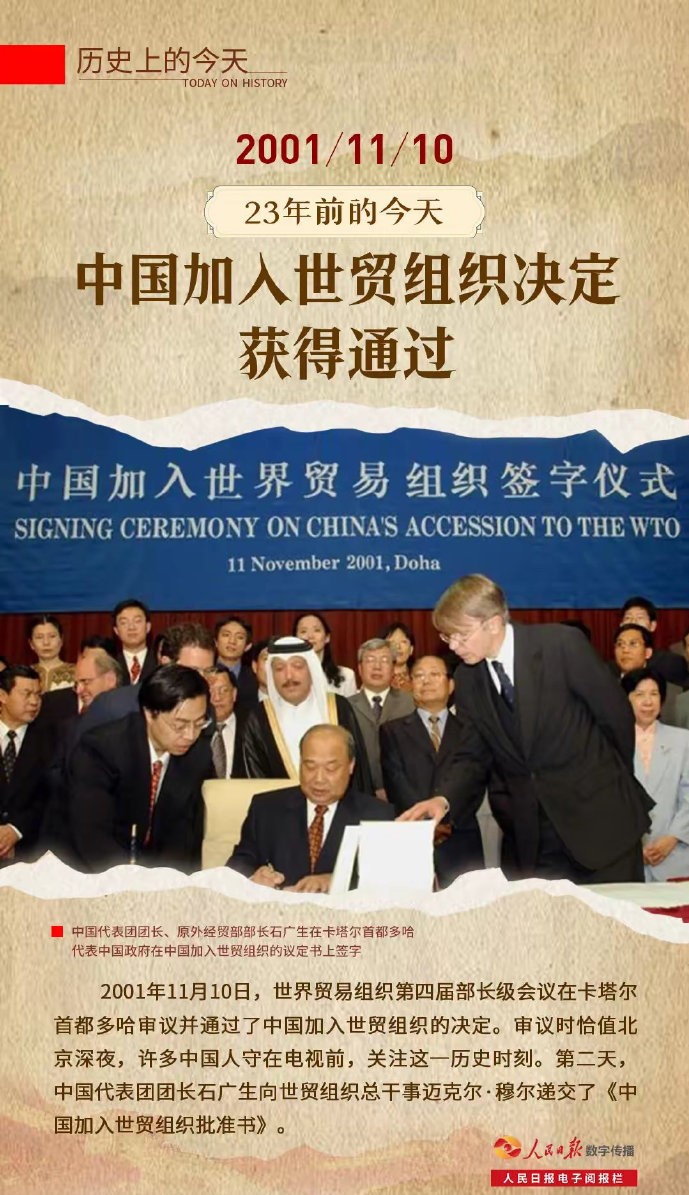 历史上的今天
TODAY ON HISTORY
2001/11/10
23年前的今天
中国加入世贸组织决定
获得通过
中国加入世界贸易组织签字仪式
SIGNING CEREMONY ON CHINA'S ACCESSION TO THE WTO
11 November 2001, Doha
中国代表团团长、原外经贸部部长石广生在卡塔尔首都多哈
代表中国政府在中国加入世贸组织的议定书上签字
2001年11月10日，世界贸易组织第四届部长级会议在卡塔尔
首都多哈审议并通过了中国加入世贸组织的决定。审议时恰值北
京深夜，许多中国人守在电视前，关注这一历史时刻。第二天，
中国代表团团长石广生向世贸组织总干事迈克尔·穆尔递交了《中
国加入世贸组织批准书》。
人民日报 数字传播
人民日报电子阅报栏